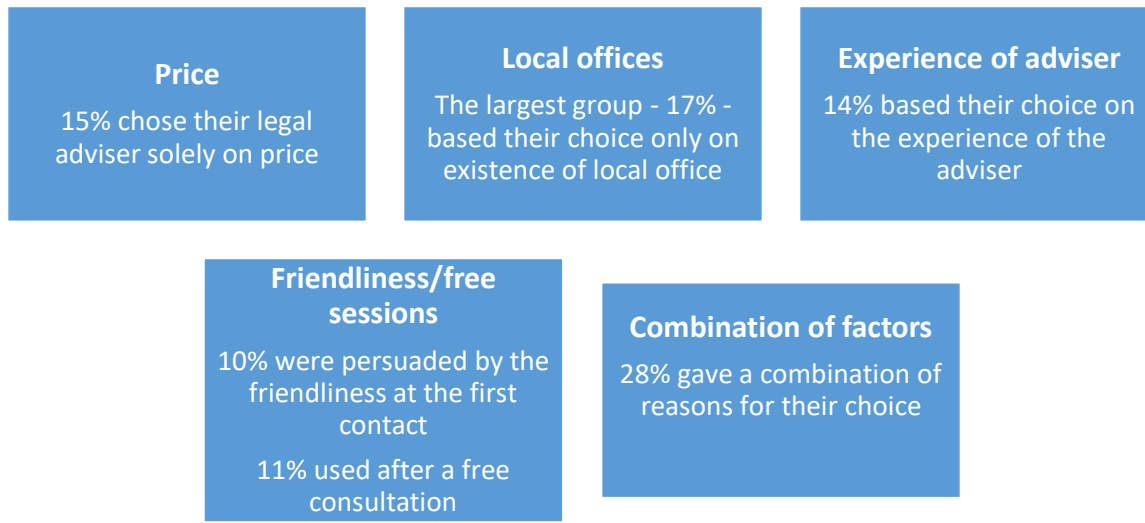 Price
15% chose their legal
adviser solely on price
Local offices
The largest group - 17% -
based their choice only on
existence of local office
Experience of adviser
14% based their choice on
the experience of the
adviser
Friendliness/free
sessions
10% were persuaded by the
friendliness at the first
contact
11% used after a free
consultation
Combination of factors
28% gave a combination of
reasons for their choice